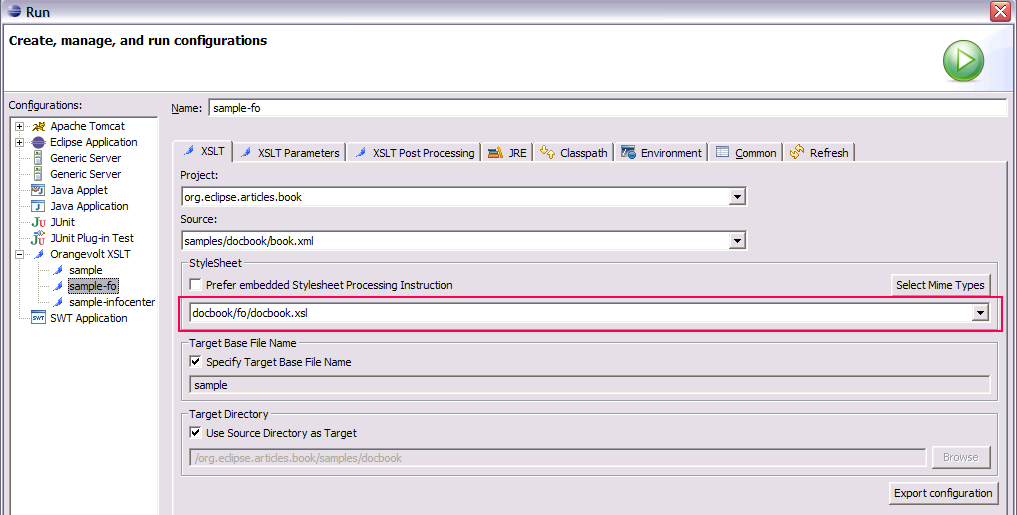 Run
Create, manage, and run configurations
Configurations:
Apache Tomcat
Eclipse Application
Generic Server
Generic Server
Java Applet
Java Application
JUnit
JUnit Plug-in Test
Orangevolt XSLT
sample
sample-fo
sample-infocenter
SWT Application
Name: sample-fo
XSLT XSLT Parameters XSLT Post Processing JRE Classpath Environment Common Refresh
Project:
org.eclipse.articles.book
Source:
samples/docbook/book.xml
StyleSheet
Prefer embedded Stylesheet Processing Instruction Select Mime Types
docbook/fo/docbook.xsl
Target Base File Name
Specify Target Base File Name
sample
Target Directory
Use Source Directory as Target
/org.eclipse.articles.book/samples/docbook Browse
Export configuration